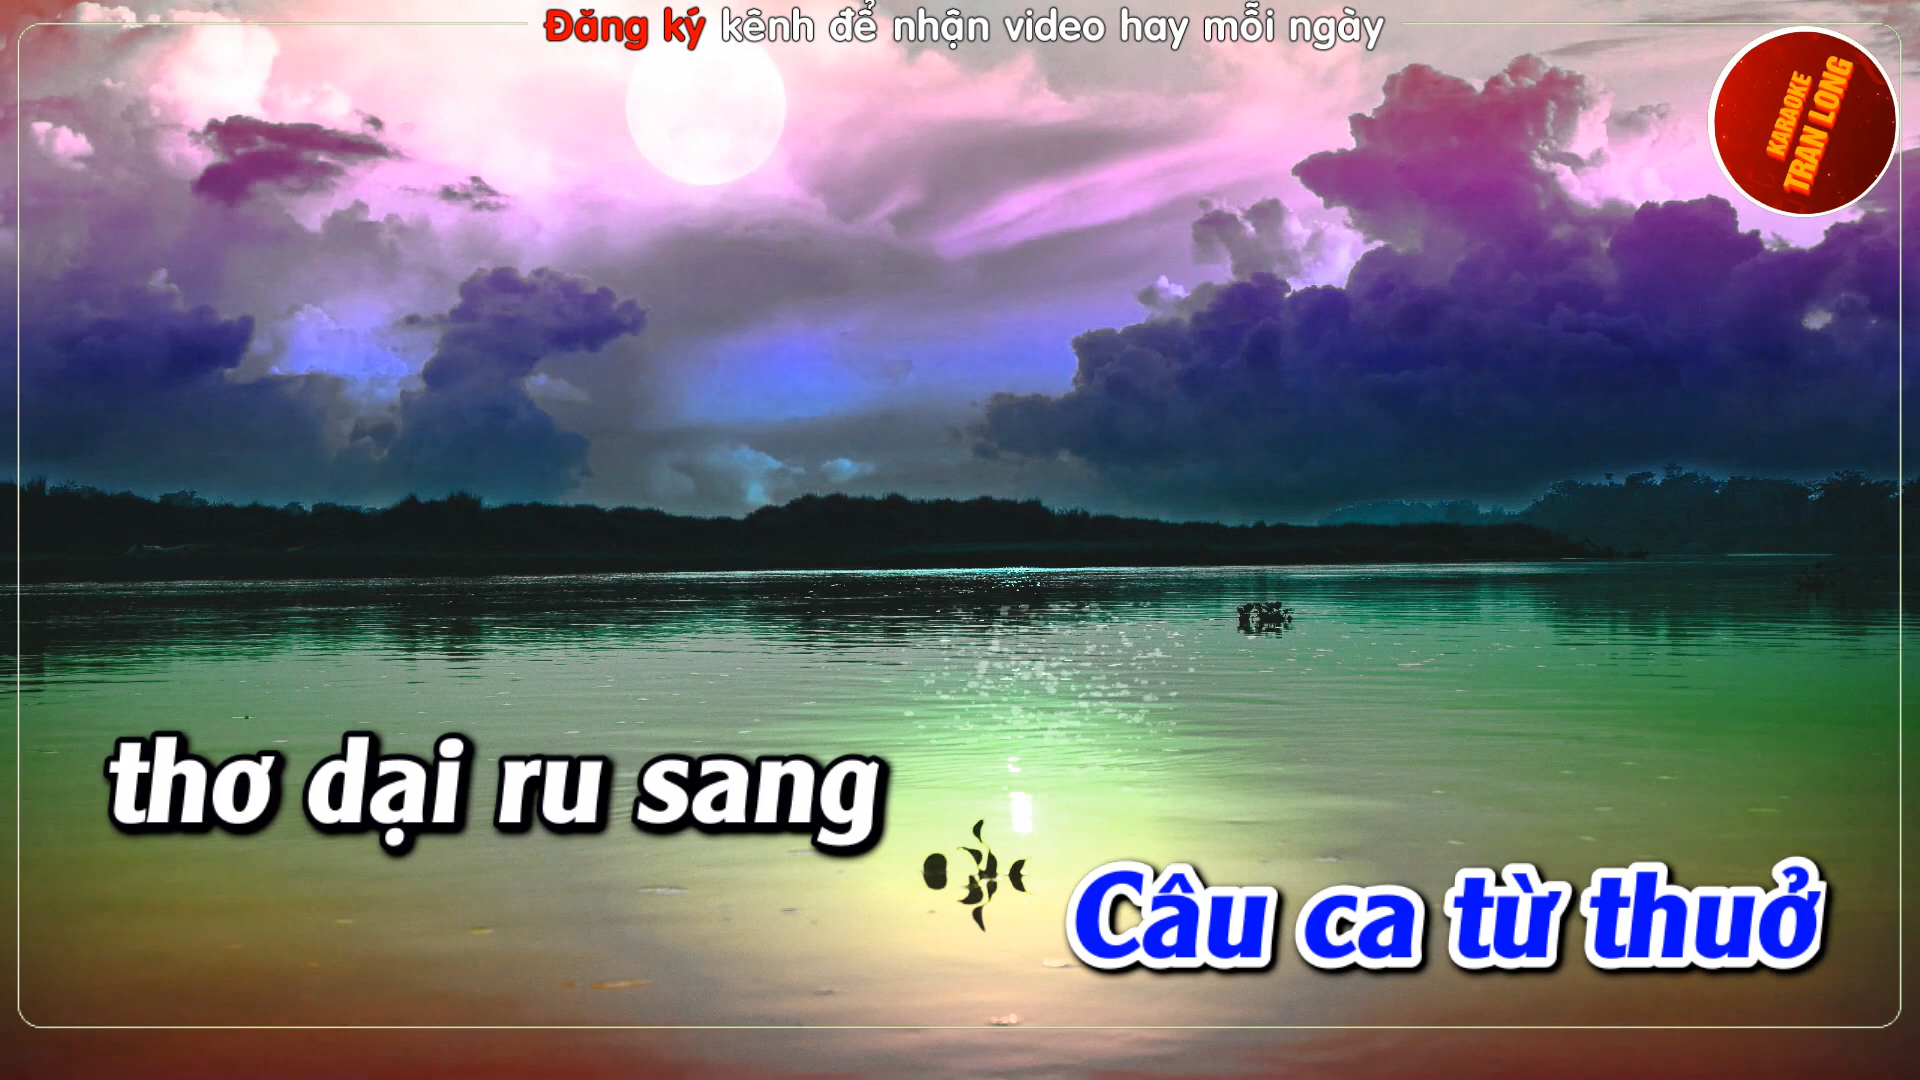 Đăng ký kênh để nhận video hay mỗi ngày
KARAOKE
TRAN LONG
thơ dại ru sang
Câu ca từ thuở